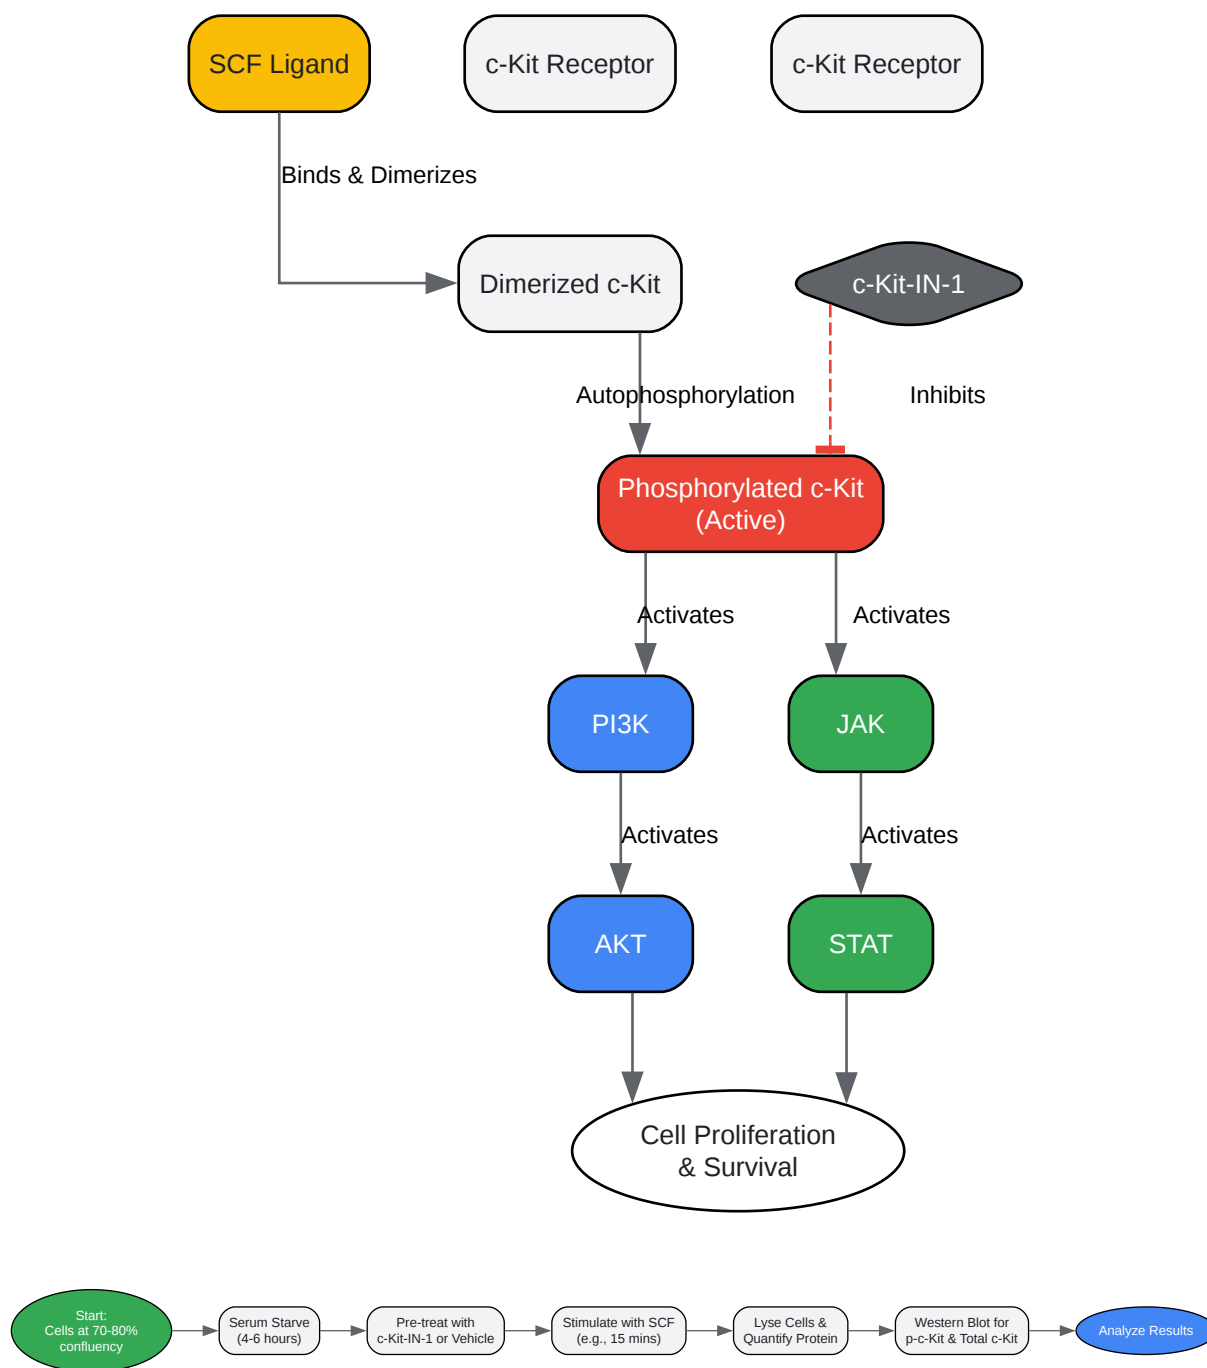 SCF Ligand
c-Kit Receptor
c-Kit Receptor
Binds & Dimerizes
Dimerized c-Kit
c-Kit-IN-1
Autophosphorylation
Inhibits
Phosphorylated c-Kit
(Active)
Activates
Activates
PI3K
JAK
Activates
Activates
AKT
STAT
Cell Proliferation
& Survival
Start:
Cells at 70-80%
confluency
Serum Starve
(4-6 hours)
Pre-treat with
c-Kit-IN-1 or Vehicle
Stimulate with SCF
(e.g., 15 mins)
Lyse Cells &
Quantify Protein
Western Blot for
p-c-Kit & Total c-Kit
Analyze Results